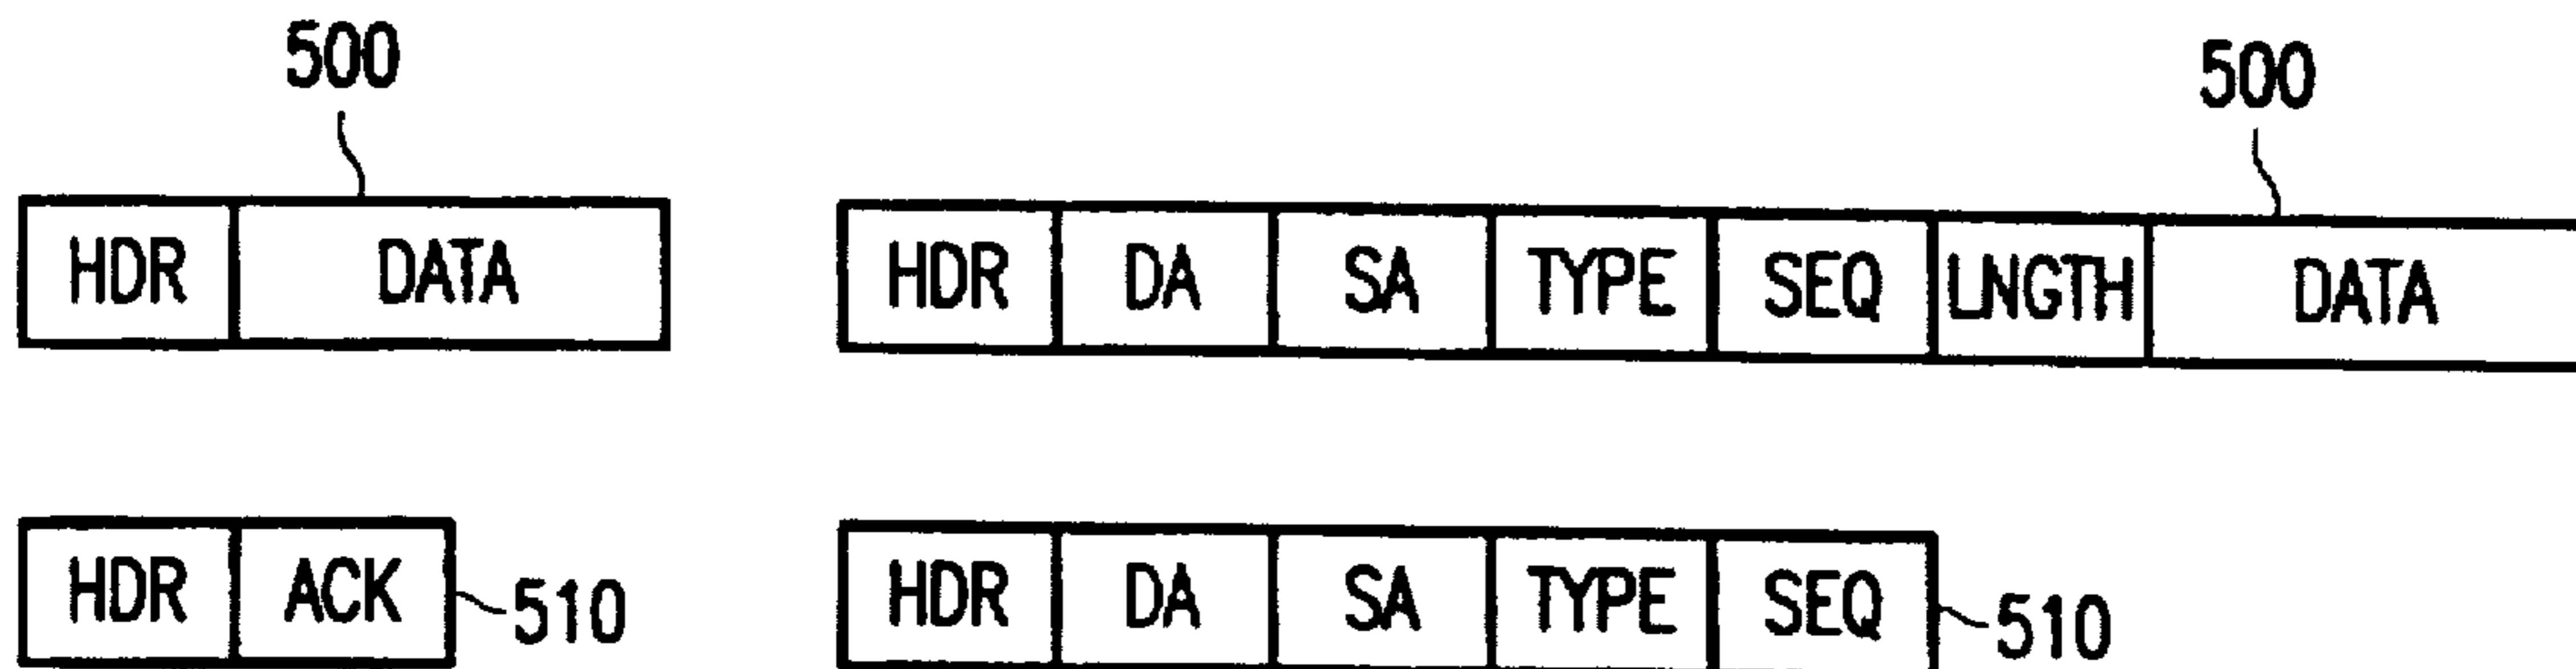 500 500
HDR DATA HDR DA SA TYPE SEQ LNGTH DATA
HDR ACK 510 HDR DA SA TYPE SEQ 510